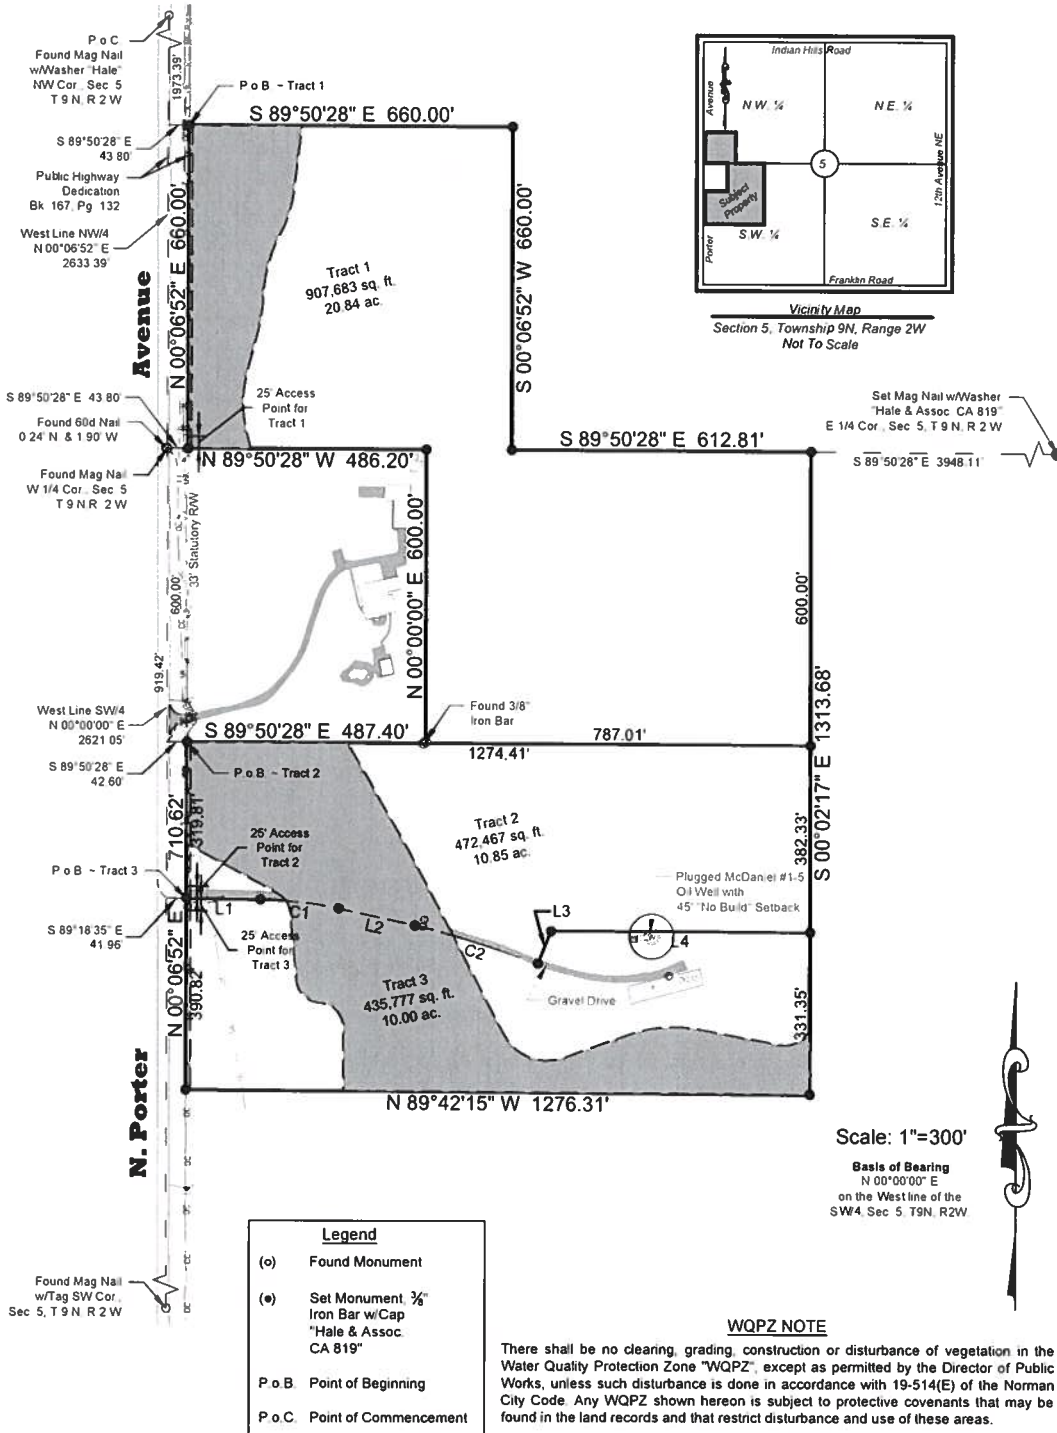 P.o.C.
Found Mag Nail
w/Washer "Hale"
NW Cor., Sec. 5
T 9 N, R 2 W
1973.39'
P.o.B. ~ Tract 1
S 89°50'28" E 660.00'
S 89°50'28" E
43.80'
Public Highway
Dedication
Bk. 167, Pg. 132
West Line NW/4
N 00°06'52" E
2633.39'
N 00°06'52" E 660.00'
Avenue
Tract 1
907,683 sq. ft.
20.84 ac.
S 00°06'52" W 660.00'
Indian Hills Road
Avenue
N.W. ¼
N.E. ¼
5
12th Avenue NE
Subject
Property
S.W. ¼
S.E. ¼
Porter
Franklin Road
Vicinity Map
Section 5, Township 9N, Range 2W
Not To Scale
S 89°50'28" E 43.80'
Found 60d Nail
0.24' N. & 1.90' W.
Found Mag Nail
W 1/4 Cor., Sec. 5
T 9 N, R 2 W
25' Access
Point for
Tract 1
N 89°50'28" W 486.20'
S 89°50'28" E 612.81'
Set Mag Nail w/Washer
"Hale & Assoc. CA 819"
E 1/4 Cor., Sec. 5, T 9 N, R 2 W
S 89°50'28" E 3948.11'
33' Statutory R/W
600.00'
919.42'
N 00°00'00" E 600.00'
600.00'
S 00°02'17" E 1313.68'
West Line SW/4
N 00°00'00" E
2621.05'
S 89°50'28" E 487.40'
Found 3/8"
Iron Bar
787.01'
1274.41'
S 89°50'28" E
42.60'
P.o.B. ~ Tract 2
710.62'
319.81'
25' Access
Point for
Tract 2
Tract 2
472,467 sq. ft.
10.85 ac.
382.33'
Plugged McDaniel #1-5
Oil Well with
45' "No Build" Setback
P.o.B. ~ Tract 3
L1
C1
L2
C2
L3
L4
S 89°18'35" E
41.96'
25' Access
Point for
Tract 3
N 00°06'52" E
390.82'
Tract 3
435,777 sq. ft.
10.00 ac.
Gravel Drive
331.35'
N 89°42'15" W 1276.31'
N. Porter
Scale: 1"=300'
Basis of Bearing
N 00°00'00" E
on the West line of the
SW/4, Sec. 5, T9N, R2W.
Found Mag Nail
w/Tag SW Cor.,
Sec. 5, T 9 N, R 2 W
Legend
(o) Found Monument
(●) Set Monument, ⅜"
Iron Bar w/Cap
"Hale & Assoc.
CA 819"
P.o.B. Point of Beginning
P.o.C. Point of Commencement
WQPZ NOTE
There shall be no clearing, grading, construction or disturbance of vegetation in the
Water Quality Protection Zone "WQPZ", except as permitted by the Director of Public
Works, unless such disturbance is done in accordance with 19-514(E) of the Norman
City Code. Any WQPZ shown hereon is subject to protective covenants that may be
found in the land records and that restrict disturbance and use of these areas.